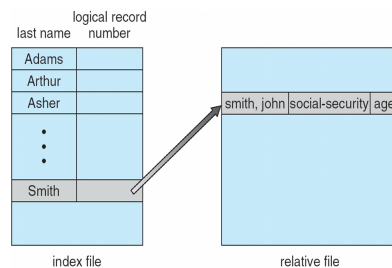 logical record
last name number
Adams
Arthur
Asher
smith, john social-security age
Smith
index file relative file